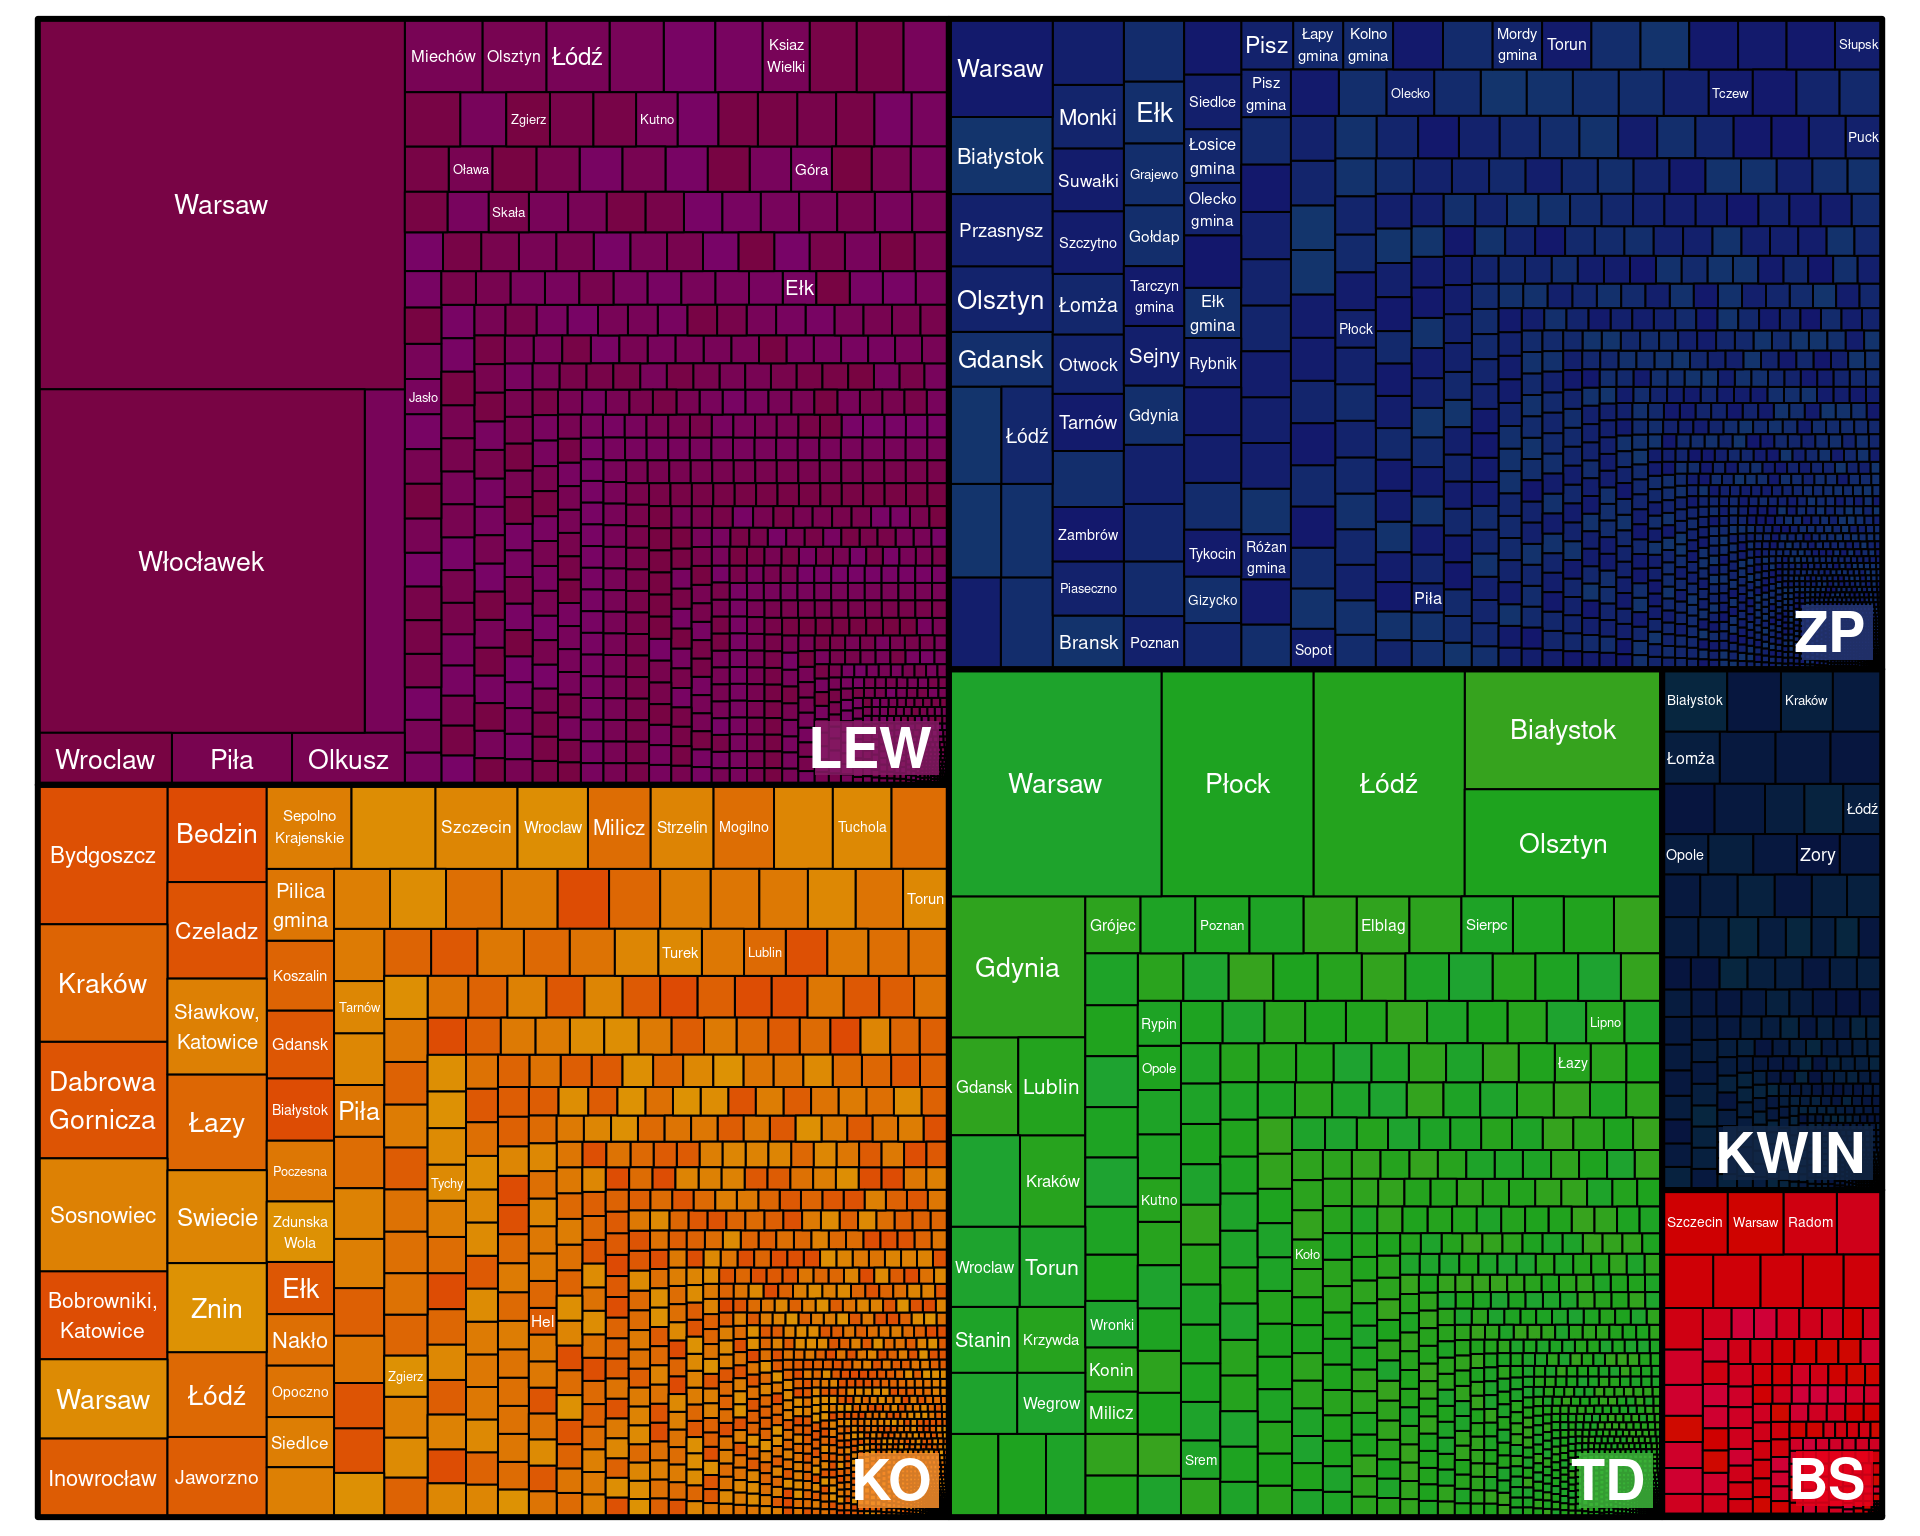 Warsaw
Włocławek
Wroclaw
Piła
Olkusz
Miechów
Olsztyn
Łódź
Ksiaz
Wielki
Zgierz
Kutno
Oława
Góra
Skała
Ełk
Jasło
LEW
Warsaw
Białystok
Przasnysz
Olsztyn
Gdansk
Łódź
Monki
Suwałki
Szczytno
Łomża
Otwock
Tarnów
Zambrów
Piaseczno
Bransk
Ełk
Grajewo
Gołdap
Tarczyn
gmina
Sejny
Gdynia
Poznan
Siedlce
Łosice
gmina
Olecko
gmina
Ełk
gmina
Rybnik
Tykocin
Gizycko
Pisz
Pisz
gmina
Różan
gmina
Łapy
gmina
Kolno
gmina
Mordy
gmina
Torun
Słupsk
Olecko
Tczew
Puck
Płock
Piła
Sopot
ZP
Bydgoszcz
Kraków
Dabrowa
Gornicza
Sosnowiec
Bobrowniki,
Katowice
Warsaw
Inowrocław
Bedzin
Czeladz
Sławkow,
Katowice
Łazy
Swiecie
Znin
Łódź
Jaworzno
Sepolno
Krajenskie
Szczecin
Wroclaw
Milicz
Strzelin
Mogilno
Tuchola
Pilica
gmina
Koszalin
Gdansk
Białystok
Poczesna
Zdunska
Wola
Ełk
Nakło
Opoczno
Siedlce
Torun
Turek
Lublin
Tarnów
Piła
Tychy
Hel
Zgierz
KO
Warsaw
Płock
Łódź
Białystok
Olsztyn
Gdynia
Gdansk
Lublin
Kraków
Wroclaw
Torun
Stanin
Krzywda
Wegrow
Grójec
Poznan
Elblag
Sierpc
Rypin
Lipno
Opole
Łazy
Kutno
Koło
Wronki
Konin
Milicz
Srem
TD
Białystok
Kraków
Łomża
Łódź
Opole
Zory
KWIN
Szczecin
Warsaw
Radom
BS